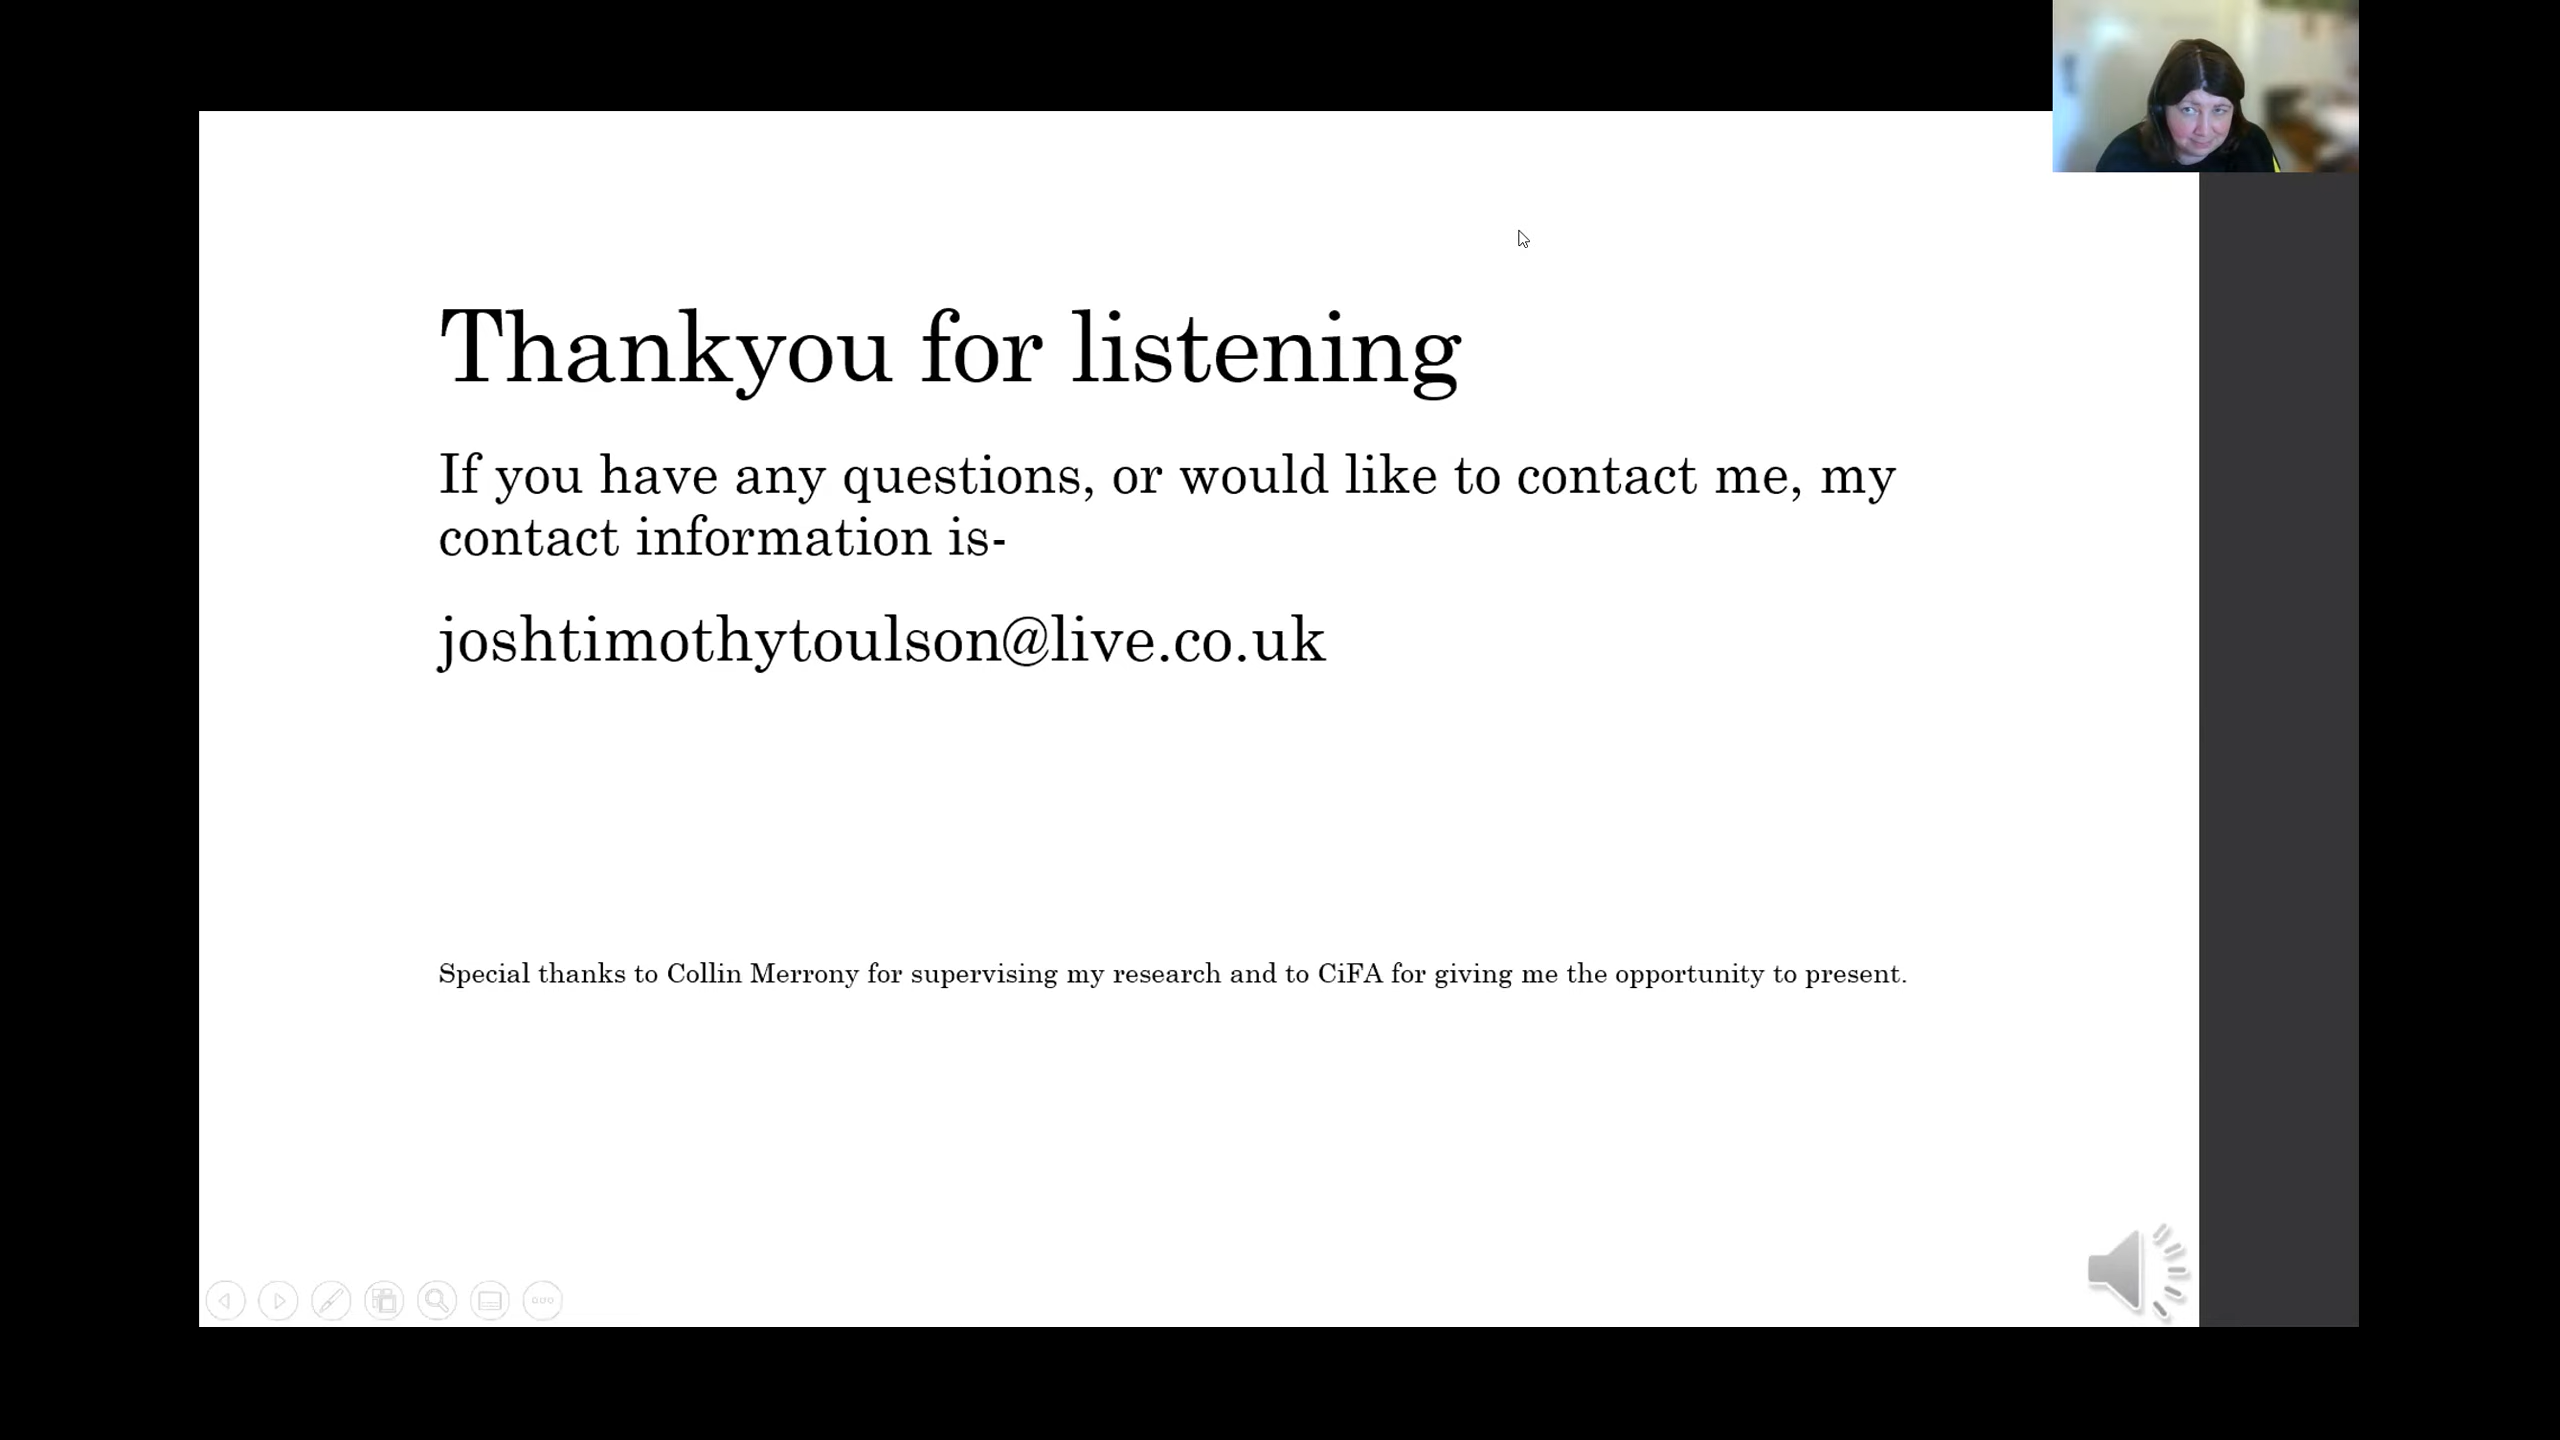 Thankyou for listening
If you have any questions, or would like to contact me, my
contact information is-
joshtimothytoulson@live.co.uk
Special thanks to Collin Merrony for supervising my research and to CiFA for giving me the opportunity to present.